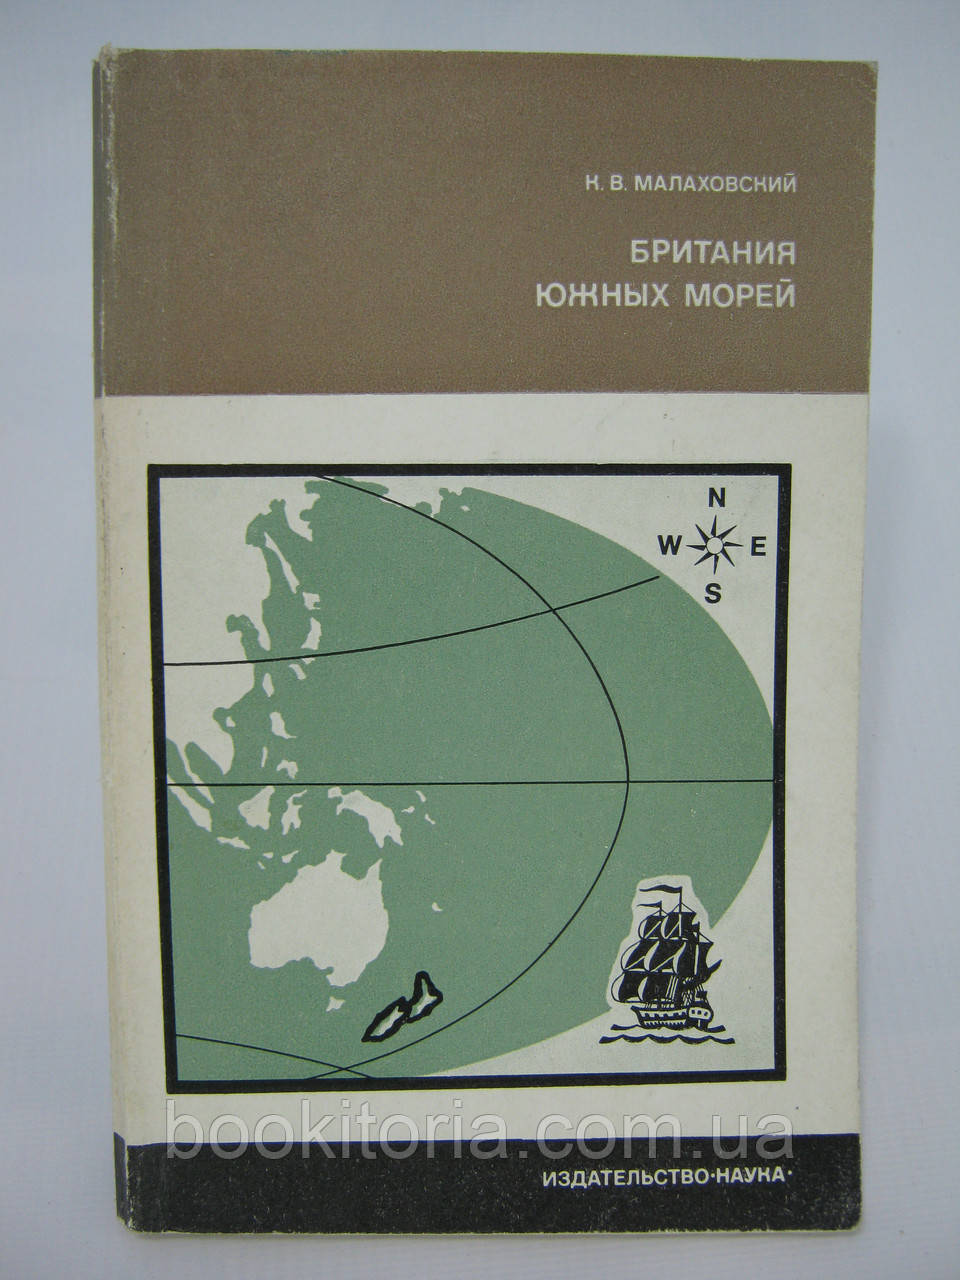 К. В. МАЛАХОВСКИЙ
БРИТАНИЯ
ЮЖНЫХ МОРЕЙ
N
W E
S
bookitoria.com.ua
ИЗДАТЕЛЬСТВО·НАУКА·